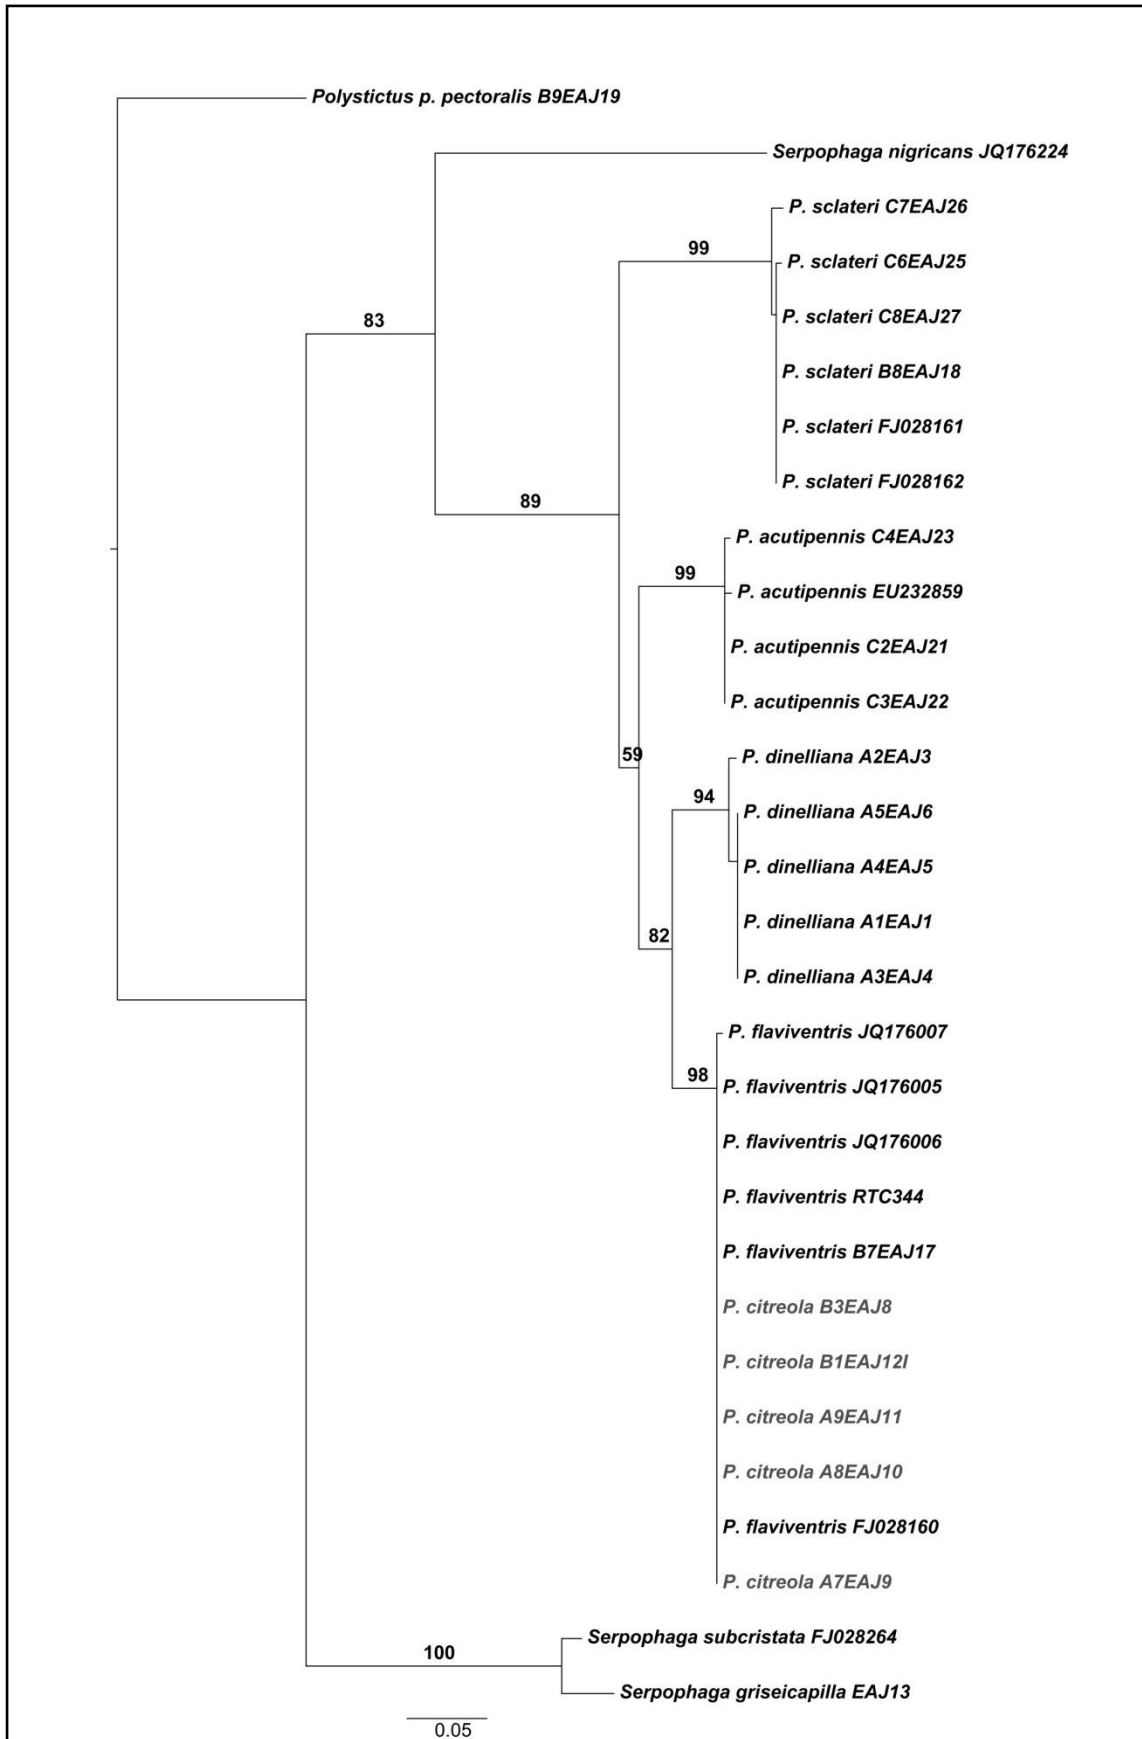 Polystictus p. pectoralis B9EAJ19
Serpophaga nigricans JQ176224
P. sclateri C7EAJ26
99
P. sclateri C6EAJ25
83
P. sclateri C8EAJ27
P. sclateri B8EAJ18
P. sclateri FJ028161
P. sclateri FJ028162
89
P. acutipennis C4EAJ23
99
P. acutipennis EU232859
P. acutipennis C2EAJ21
P. acutipennis C3EAJ22
59
P. dinelliana A2EAJ3
94
P. dinelliana A5EAJ6
P. dinelliana A4EAJ5
P. dinelliana A1EAJ1
82
P. dinelliana A3EAJ4
P. flaviventris JQ176007
98
P. flaviventris JQ176005
P. flaviventris JQ176006
P. flaviventris RTC344
P. flaviventris B7EAJ17
P. citreola B3EAJ8
P. citreola B1EAJ12I
P. citreola A9EAJ11
P. citreola A8EAJ10
P. flaviventris FJ028160
P. citreola A7EAJ9
Serpophaga subcristata FJ028264
100
Serpophaga griseicapilla EAJ13
0.05